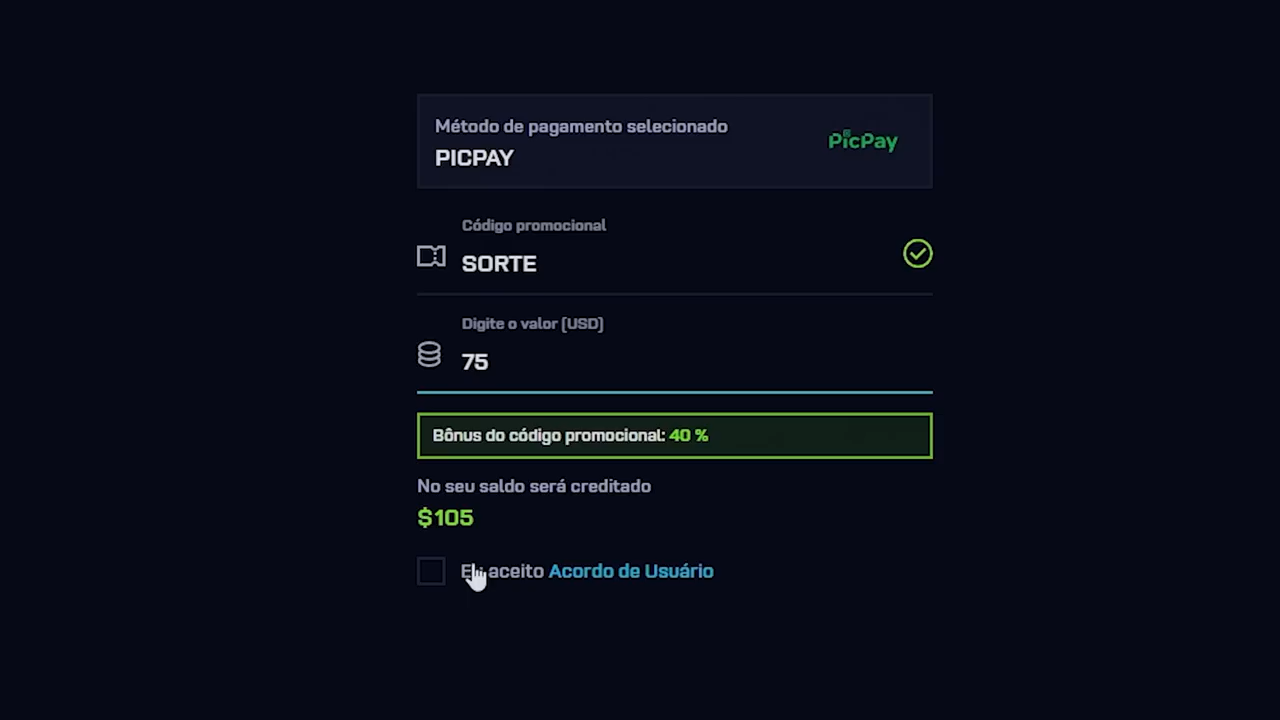 Método de pagamento selecionado
PICPAY
PicPay
Código promocional
SORTE
Digite o valor (USD)
75
Bônus do código promocional: 40 %
No seu saldo será creditado
$105
Eu aceito Acordo de Usuário